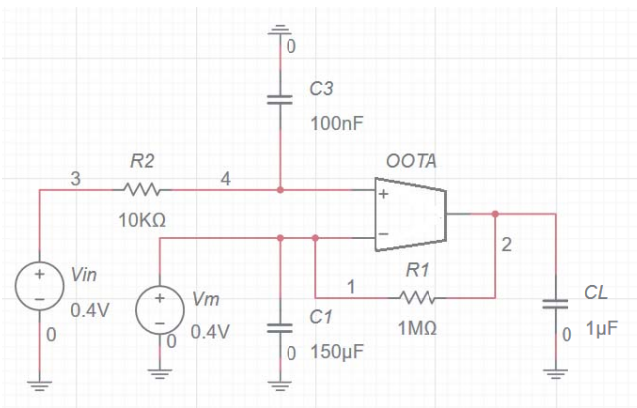 0
C3
100nF
R2
OOTA
3
4
+
10KΩ
−
2
R1
+
Vin
1
−
0.4V
+
Vm
−
0.4V
C1
1MΩ
CL
0
0
0
150µF
0
1µF